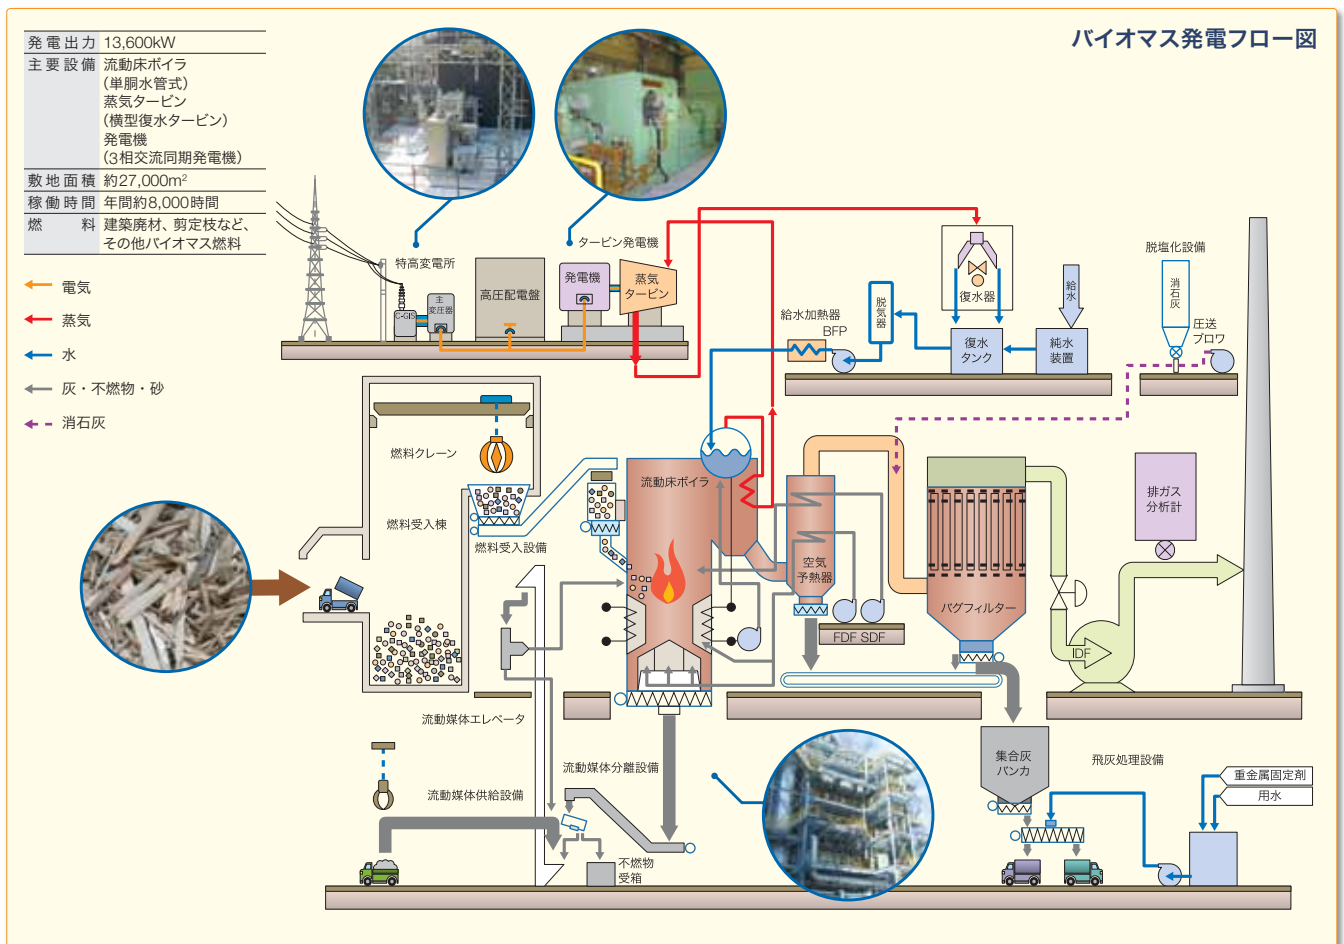 バイオマス発電フロー図
発電出力 13,600kW
主要設備 流動床ボイラ
(単胴水管式)
蒸気タービン
(横型復水タービン)
発電機
(3相交流同期発電機)
敷地面積 約27,000m²
稼働時間 年間約8,000時間
燃料 建築廃材、剪定枝など、
その他バイオマス燃料
電気
蒸気
水
灰・不燃物・砂
消石灰
特高変電所
C-GIS
主
変圧器
高圧配電盤
タービン発電機
発電機
蒸気
タービン
給水加熱器
BFP
脱気器
復水器
復水
タンク
給水
純水
装置
脱塩化設備
消石灰
圧送
ブロワ
燃料クレーン
燃料受入棟
燃料受入設備
流動床ボイラ
空気
予熱器
FDF SDF
バグフィルター
IDF
排ガス
分析計
流動媒体エレベータ
流動媒体分離設備
流動媒体供給設備
不燃物
受箱
集合灰
バンカ
飛灰処理設備
重金属固定剤
用水